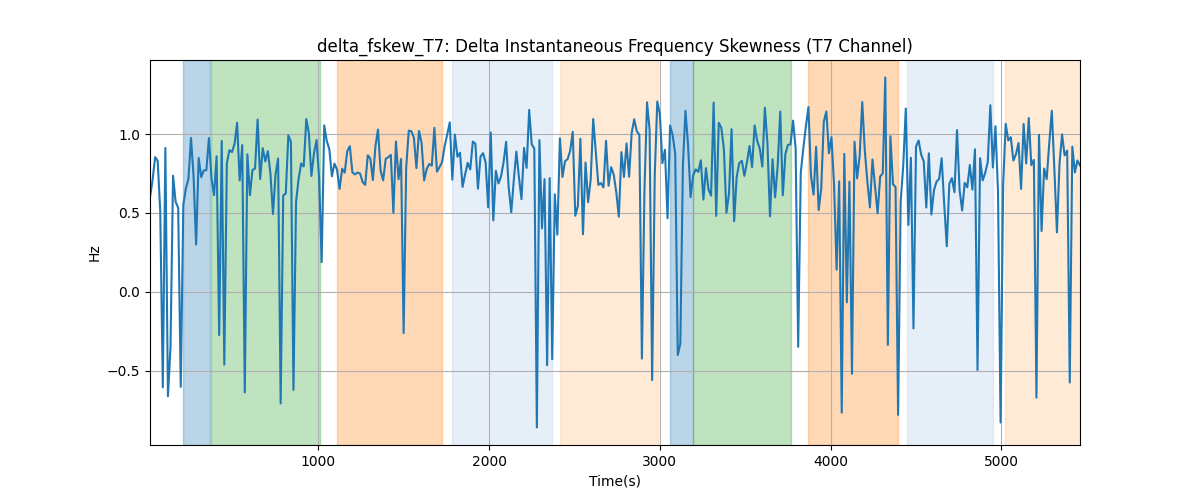 delta_fskew_T7: Delta Instantaneous Frequency Skewness (T7 Channel)
1.0
0.5
0.0
−0.5
Hz
1000 2000 3000 4000 5000
Time(s)